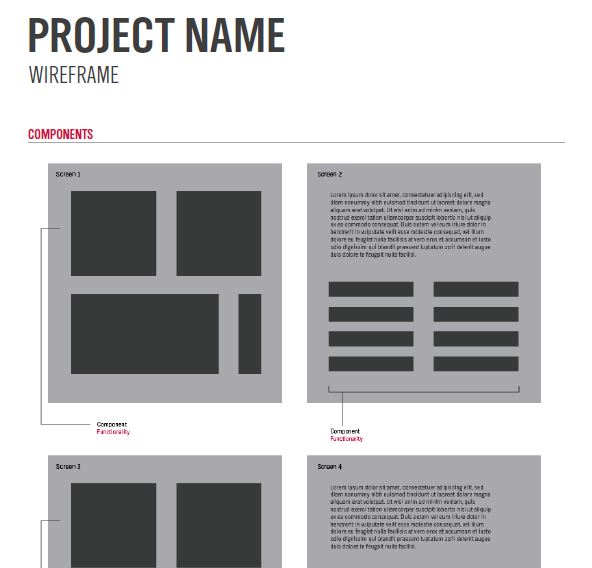 PROJECT NAME
WIREFRAME
COMPONENTS
Screen 1
Screen 2
Lorem ipsum dolor sit amet, consectetuer adipiscing elit, sed
diam nonummy nibh euismod tincidunt ut laoreet dolore magna
aliquam erat volutpat. Ut wisi enim ad minim veniam, quis
nostrud exerci tation ullamcorper suscipit lobortis nisl ut aliquip
ex ea commodo consequat. Duis autem vel eum iriure dolor in
hendrerit in vulputate velit esse molestie consequat, vel illum
dolore eu feugiat nulla facilisis at vero eros et accumsan et iusto
odio dignissim qui blandit praesent luptatum zzril delenit augue
duis dolore te feugait nulla facilisi.
Component
Functionality
Component
Functionality
Screen 3
Screen 4
Lorem ipsum dolor sit amet, consectetuer adipiscing elit, sed
diam nonummy nibh euismod tincidunt ut laoreet dolore magna
aliquam erat volutpat. Ut wisi enim ad minim veniam, quis
nostrud exerci tation ullamcorper suscipit lobortis nisl ut aliquip
ex ea commodo consequat. Duis autem vel eum iriure dolor in
hendrerit in vulputate velit esse molestie consequat, vel illum
dolore eu feugiat nulla facilisis at vero eros et accumsan et iusto
odio dignissim qui blandit praesent luptatum zzril delenit augue
duis dolore te feugait nulla facilisi.